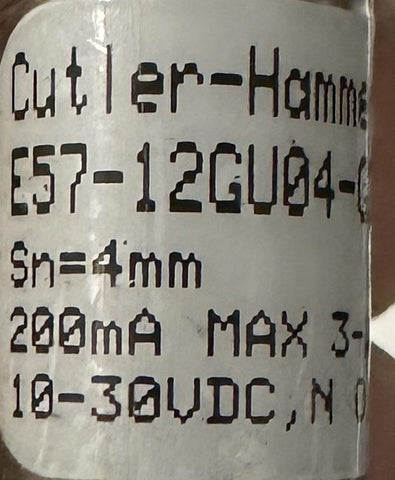 Cutler-Hamme
E57-12GU04-
Sn=4mm
200mA MAX 3-
10-30VDC,N O